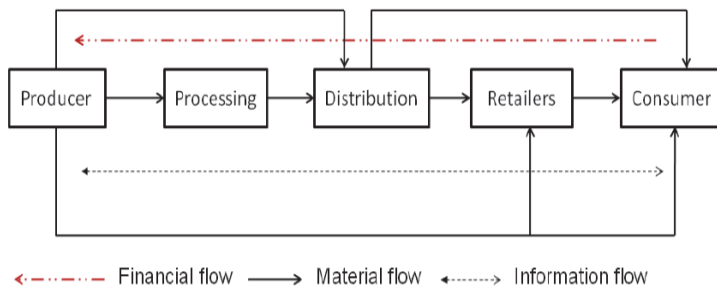 Producer
Processing
Distribution
Retailers
Consumer
Financial flow
Material flow
Information flow